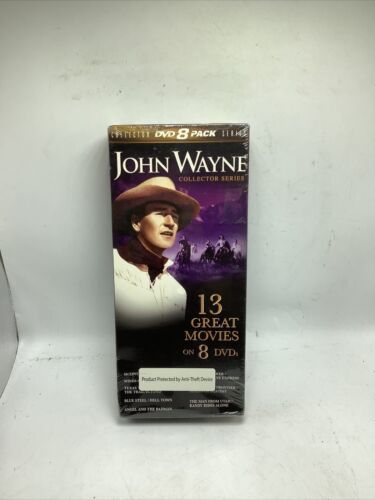 COLLECTOR DVD 8 PACK SERIES
JOHN WAYNE
COLLECTOR SERIES
13
GREAT
MOVIES
ON 8 DVDs
Product Protected by Anti-Theft Device
BLUE STEEL / HELL TOWN
THE MAN FROM UTAH
RANDY RIDES ALONE
ANGEL AND THE BADMAN